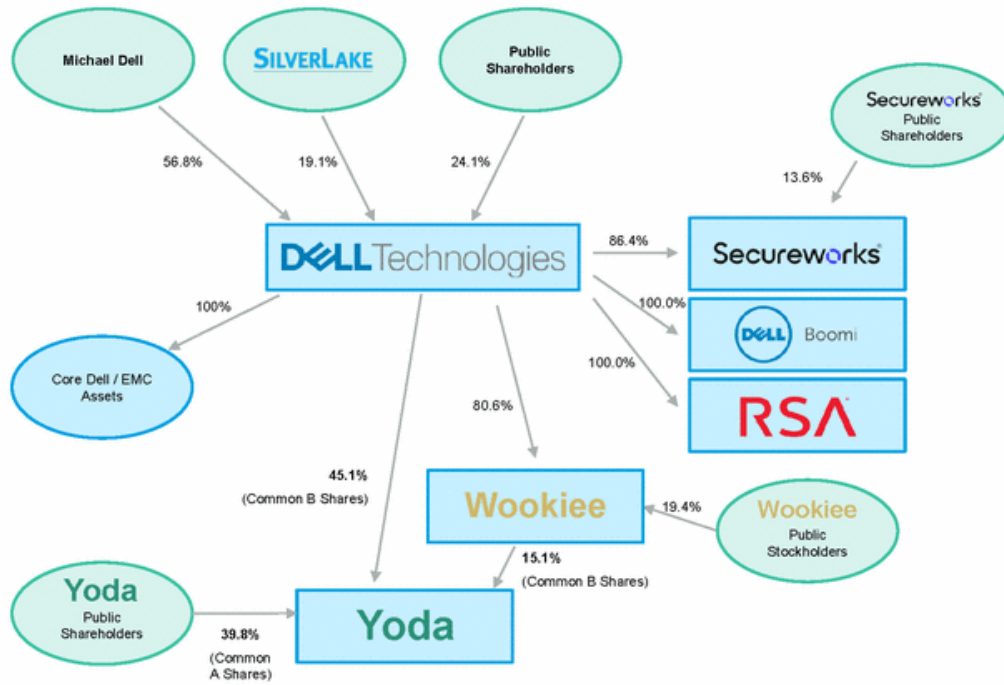 Michael Dell
SILVERLAKE
Public
Shareholders
Secureworks
Public
Shareholders
56.8%
19.1%
24.1%
13.6%
DELL Technologies
86.4%
Secureworks
100%
100.0%
DELL Boomi
Core Dell / EMC
Assets
100.0%
RSA
80.6%
45.1%
(Common B Shares)
Wookiee
19.4%
Wookiee
Public
Stockholders
15.1%
(Common B Shares)
Yoda
Public
Shareholders
39.8%
(Common
A Shares)
Yoda